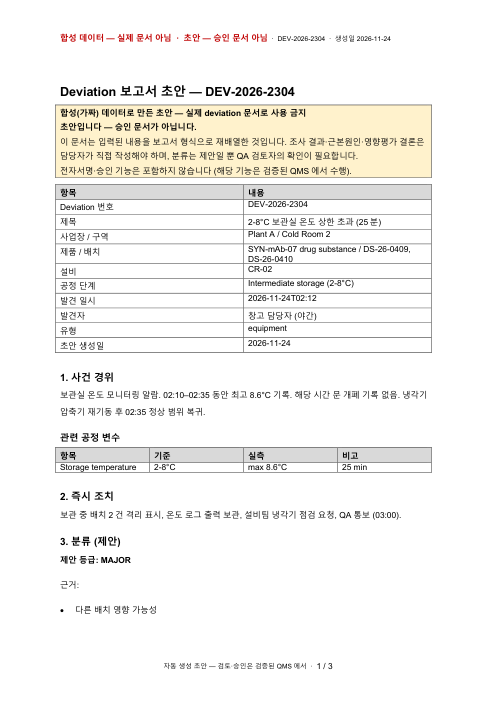 합성 데이터 — 실제 문서 아님 · 초안 — 승인 문서 아님 · DEV-2026-2304 · 생성일 2026-11-24
Deviation 보고서 초안 — DEV-2026-2304
합성(가짜) 데이터로 만든 초안 — 실제 deviation 문서로 사용 금지
초안입니다 — 승인 문서가 아닙니다.
이 문서는 입력된 내용을 보고서 형식으로 재배열한 것입니다. 조사 결과·근본원인·영향평가 결론은
담당자가 직접 작성해야 하며, 분류는 제안일 뿐 QA 검토자의 확인이 필요합니다.
전자서명·승인 기능은 포함하지 않습니다 (해당 기능은 검증된 QMS 에서 수행).
항목 내용
Deviation 번호 DEV-2026-2304
제목 2-8°C 보관실 온도 상한 초과 (25 분)
사업장 / 구역 Plant A / Cold Room 2
제품 / 배치 SYN-mAb-07 drug substance / DS-26-0409,
DS-26-0410
설비 CR-02
공정 단계 Intermediate storage (2-8°C)
발견 일시 2026-11-24T02:12
발견자 창고 담당자 (야간)
유형 equipment
초안 생성일 2026-11-24
1. 사건 경위
보관실 온도 모니터링 알람. 02:10–02:35 동안 최고 8.6°C 기록. 해당 시간 문 개폐 기록 없음. 냉각기
압축기 재기동 후 02:35 정상 범위 복귀.
관련 공정 변수
항목 기준 실측 비고
Storage temperature 2-8°C max 8.6°C 25 min
2. 즉시 조치
보관 중 배치 2 건 격리 표시, 온도 로그 출력 보관, 설비팀 냉각기 점검 요청, QA 통보 (03:00).
3. 분류 (제안)
제안 등급: MAJOR
근거:
• 다른 배치 영향 가능성
자동 생성 초안 — 검토·승인은 검증된 QMS 에서 · 1 / 3